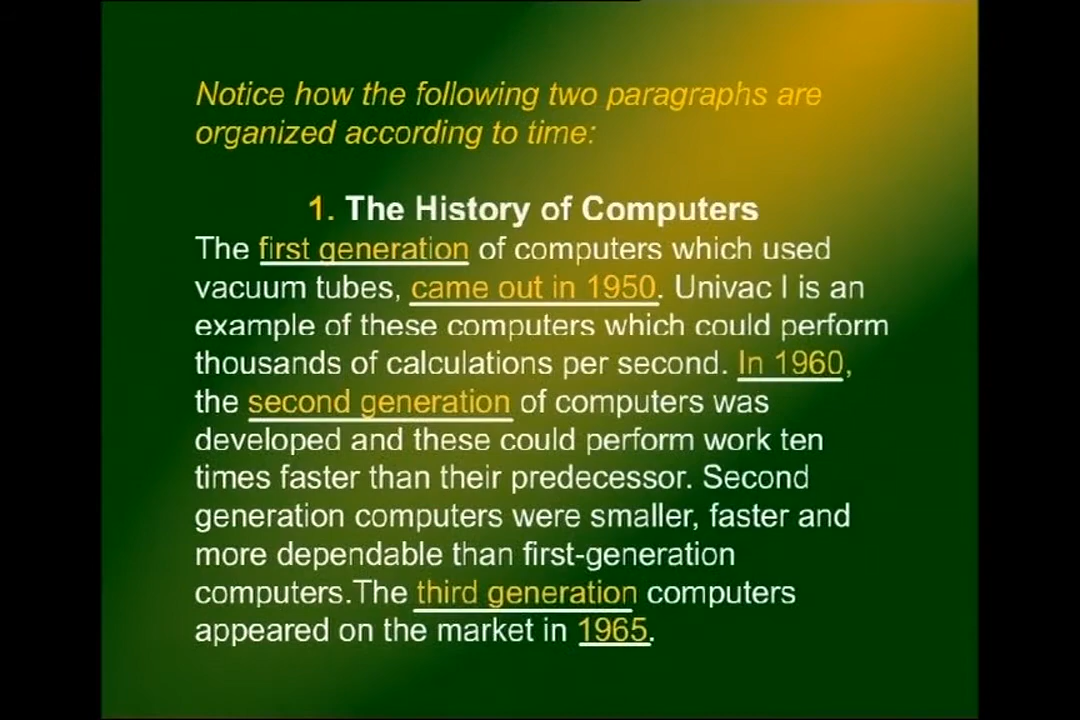 Notice how the following two paragraphs are
organized according to time:
1. The History of Computers
The first generation of computers which used
vacuum tubes, came out in 1950. Univac I is an
example of these computers which could perform
thousands of calculations per second. In 1960,
the second generation of computers was
developed and these could perform work ten
times faster than their predecessor. Second
generation computers were smaller, faster and
more dependable than first-generation
computers.The third generation computers
appeared on the market in 1965.